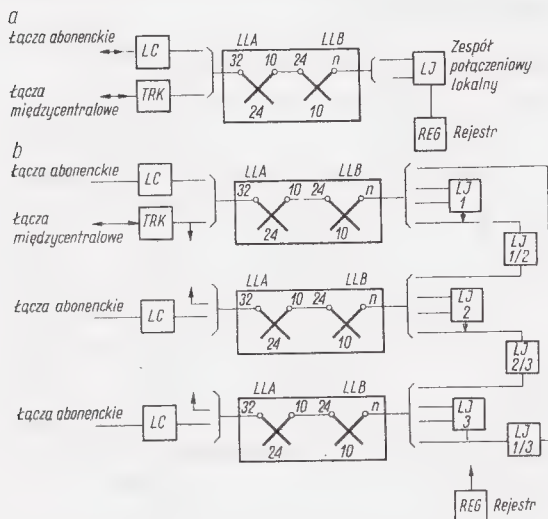 a
Łącza abonenckie
LC
LLA
LLB
32
10
24
n
24
10
LJ
Zespół
połączeniowy
lokalny
Łącza
międzycentralowe
TRK
REG
Rejestr
b
Łącza abonenckie
LC
LLA
LLB
32
10
24
n
24
10
LJ
1
Łącza
międzycentralowe
TRK
LJ
1/2
Łącza abonenckie
LC
LLA
LLB
32
10
24
n
24
10
LJ
2
LJ
2/3
Łącza abonenckie
LC
LLA
LLB
32
10
24
n
24
10
LJ
3
LJ
1/3
REG
Rejestr